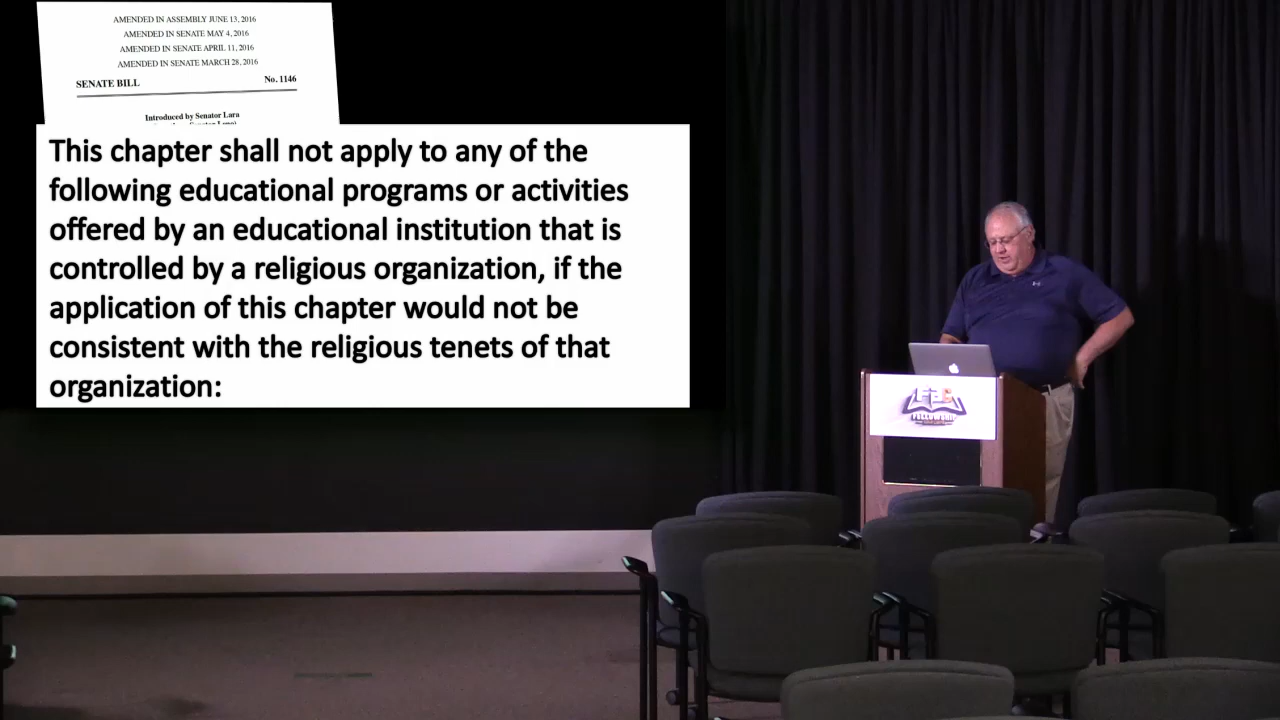 AMENDED IN ASSEMBLY JUNE 13, 2016
AMENDED IN SENATE MAY 4, 2016
AMENDED IN SENATE APRIL 11, 2016
AMENDED IN SENATE MARCH 28, 2016
SENATE BILL No. 1146
Introduced by Senator Lara
This chapter shall not apply to any of the
following educational programs or activities
offered by an educational institution that is
controlled by a religious organization, if the
application of this chapter would not be
consistent with the religious tenets of that
organization:
FELLOWSHIP